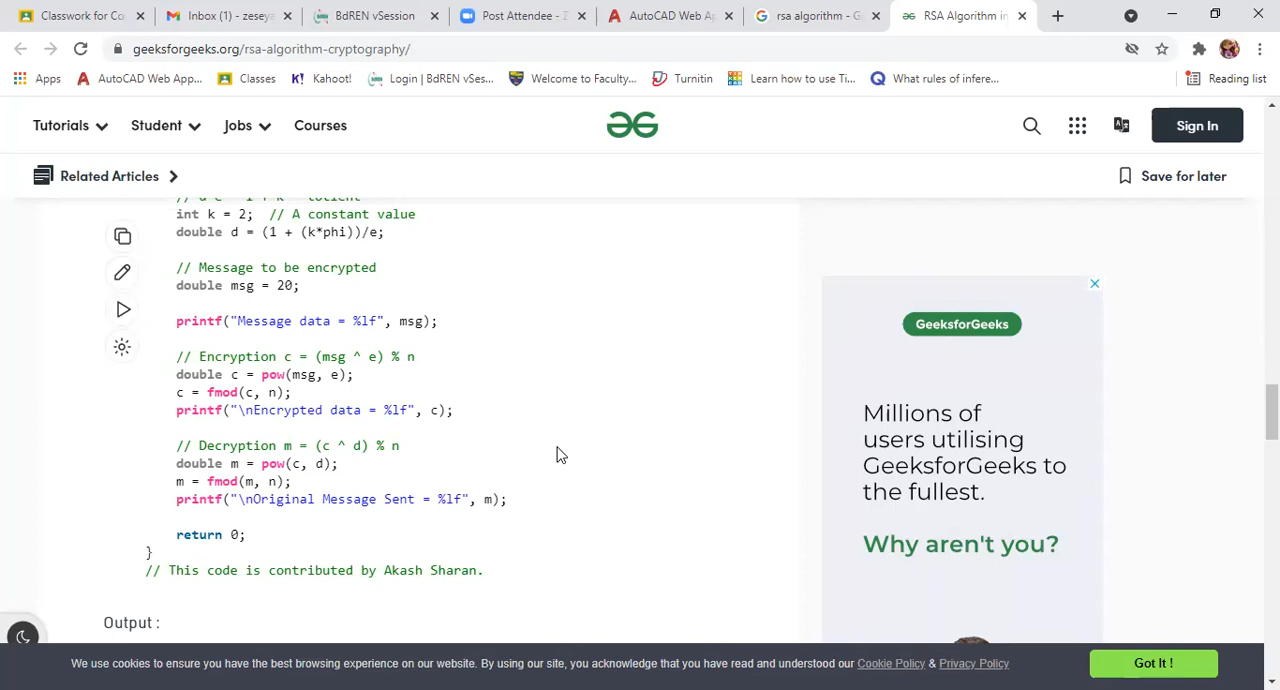 Classwork for Co
Inbox (1) - zeseya
BdREN vSession
Post Attendee - Z
AutoCAD Web Ap
rsa algorithm - G
RSA Algorithm in
geeksforgeeks.org/rsa-algorithm-cryptography/
Apps
AutoCAD Web App...
Classes
K! Kahoot!
Login | BdREN vSes...
Welcome to Faculty...
Turnitin
Learn how to use Ti...
What rules of infere...
Reading list
Tutorials
Student
Jobs
Courses
Sign In
Related Articles
Save for later
int k = 2;  // A constant value
double d = (1 + (k*phi))/e;
// Message to be encrypted
double msg = 20;
printf("Message data = %lf", msg);
// Encryption c = (msg ^ e) % n
double c = pow(msg, e);
c = fmod(c, n);
printf("\nEncrypted data = %lf", c);
// Decryption m = (c ^ d) % n
double m = pow(c, d);
m = fmod(m, n);
printf("\nOriginal Message Sent = %lf", m);
return 0;
}
// This code is contributed by Akash Sharan.
Output :
GeeksforGeeks
Millions of
users utilising
GeeksforGeeks to
the fullest.
Why aren't you?
We use cookies to ensure you have the best browsing experience on our website. By using our site, you acknowledge that you have read and understood our Cookie Policy & Privacy Policy
Got It !